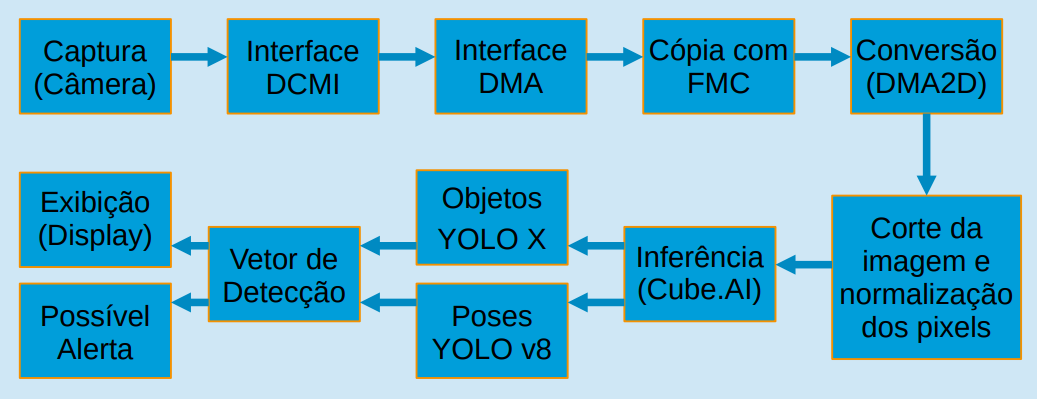 Captura
(Câmera)
Interface
DCMI
Interface
DMA
Cópia com
FMC
Conversão
(DMA2D)
Corte da
imagem e
normalização
dos pixels
Inferência
(Cube.AI)
Objetos
YOLO X
Poses
YOLO v8
Vetor de
Detecção
Exibição
(Display)
Possível
Alerta